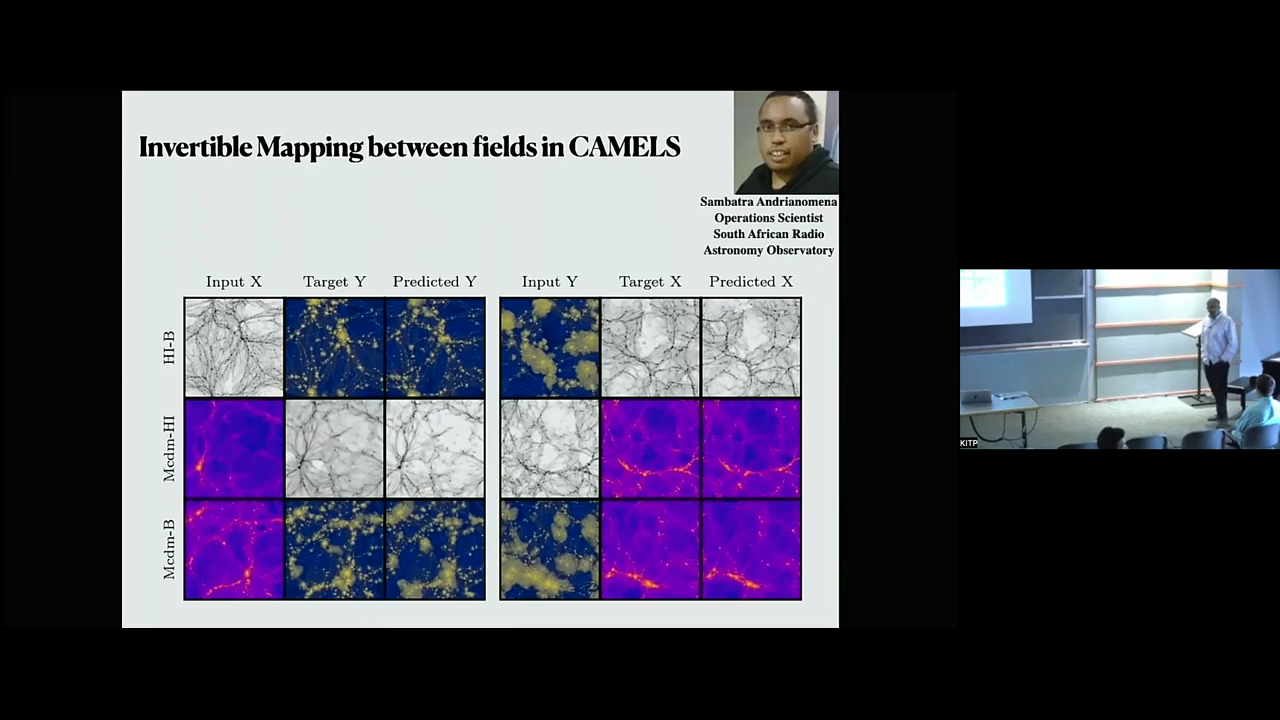 Invertible Mapping between fields in CAMELS
Sambatra Andrianomena
Operations Scientist
South African Radio
Astronomy Observatory
Input X Target Y Predicted Y Input Y Target X Predicted X
HI-B
Mcdm-HI
Mcdm-B
KITP